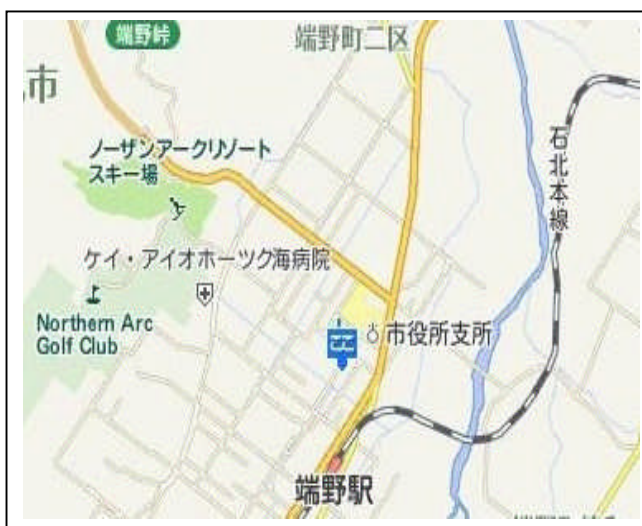 端野峠
端野町二区
市
ノーザンアークリゾート
スキー場
石北本線
ケイ・アイオホーツク海病院
Northern Arc
Golf Club
市役所支所
端野駅